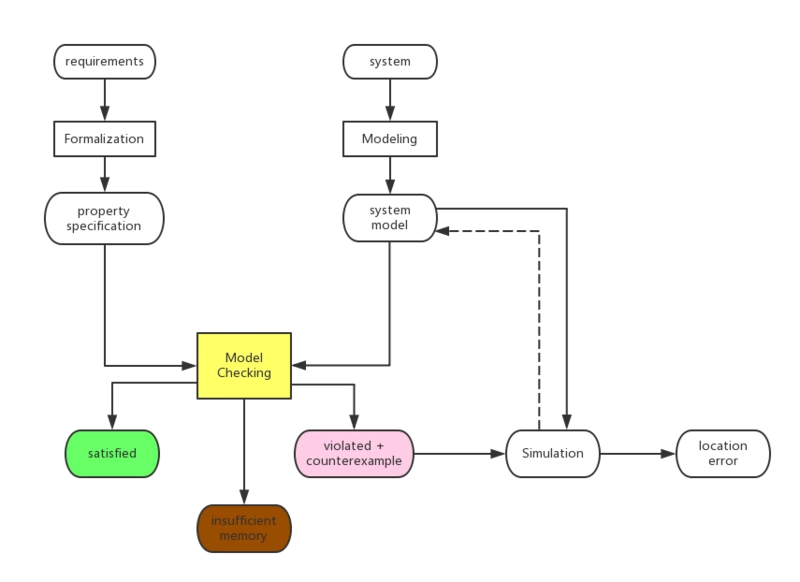 requirements
system
Formalization
Modeling
property
specification
system
model
Model
Checking
satisfied
violated +
counterexample
Simulation
location
error
insufficient
memory